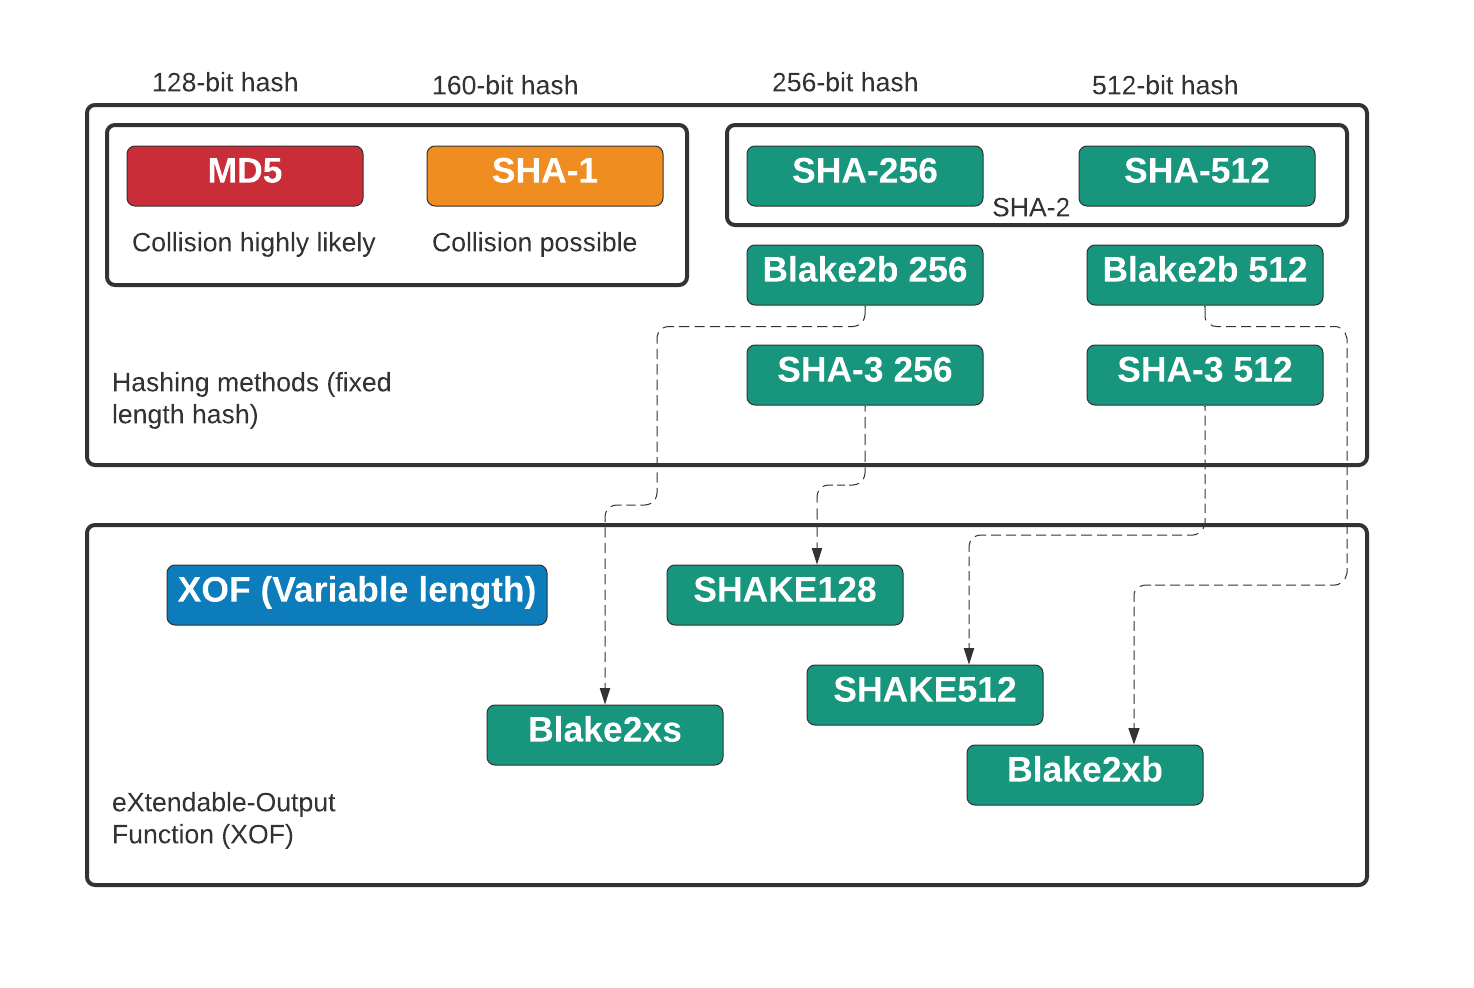 128-bit hash
160-bit hash
256-bit hash
512-bit hash
MD5
SHA-1
SHA-256
SHA-512
SHA-2
Collision highly likely
Collision possible
Blake2b 256
Blake2b 512
SHA-3 256
SHA-3 512
Hashing methods (fixed
length hash)
XOF (Variable length)
SHAKE128
SHAKE512
Blake2xs
Blake2xb
eXtendable-Output
Function (XOF)